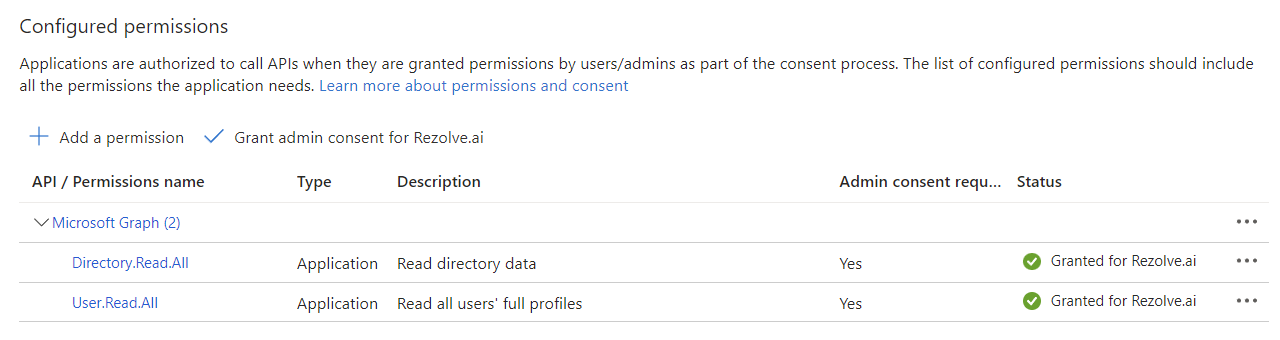 Configured permissions
Applications are authorized to call APIs when they are granted permissions by users/admins as part of the consent process. The list of configured permissions should include
all the permissions the application needs. Learn more about permissions and consent
Add a permission Grant admin consent for Rezolve.ai
API / Permissions name Type Description Admin consent requ... Status
Microsoft Graph (2)
Directory.Read.All Application Read directory data Yes Granted for Rezolve.ai
User.Read.All Application Read all users' full profiles Yes Granted for Rezolve.ai